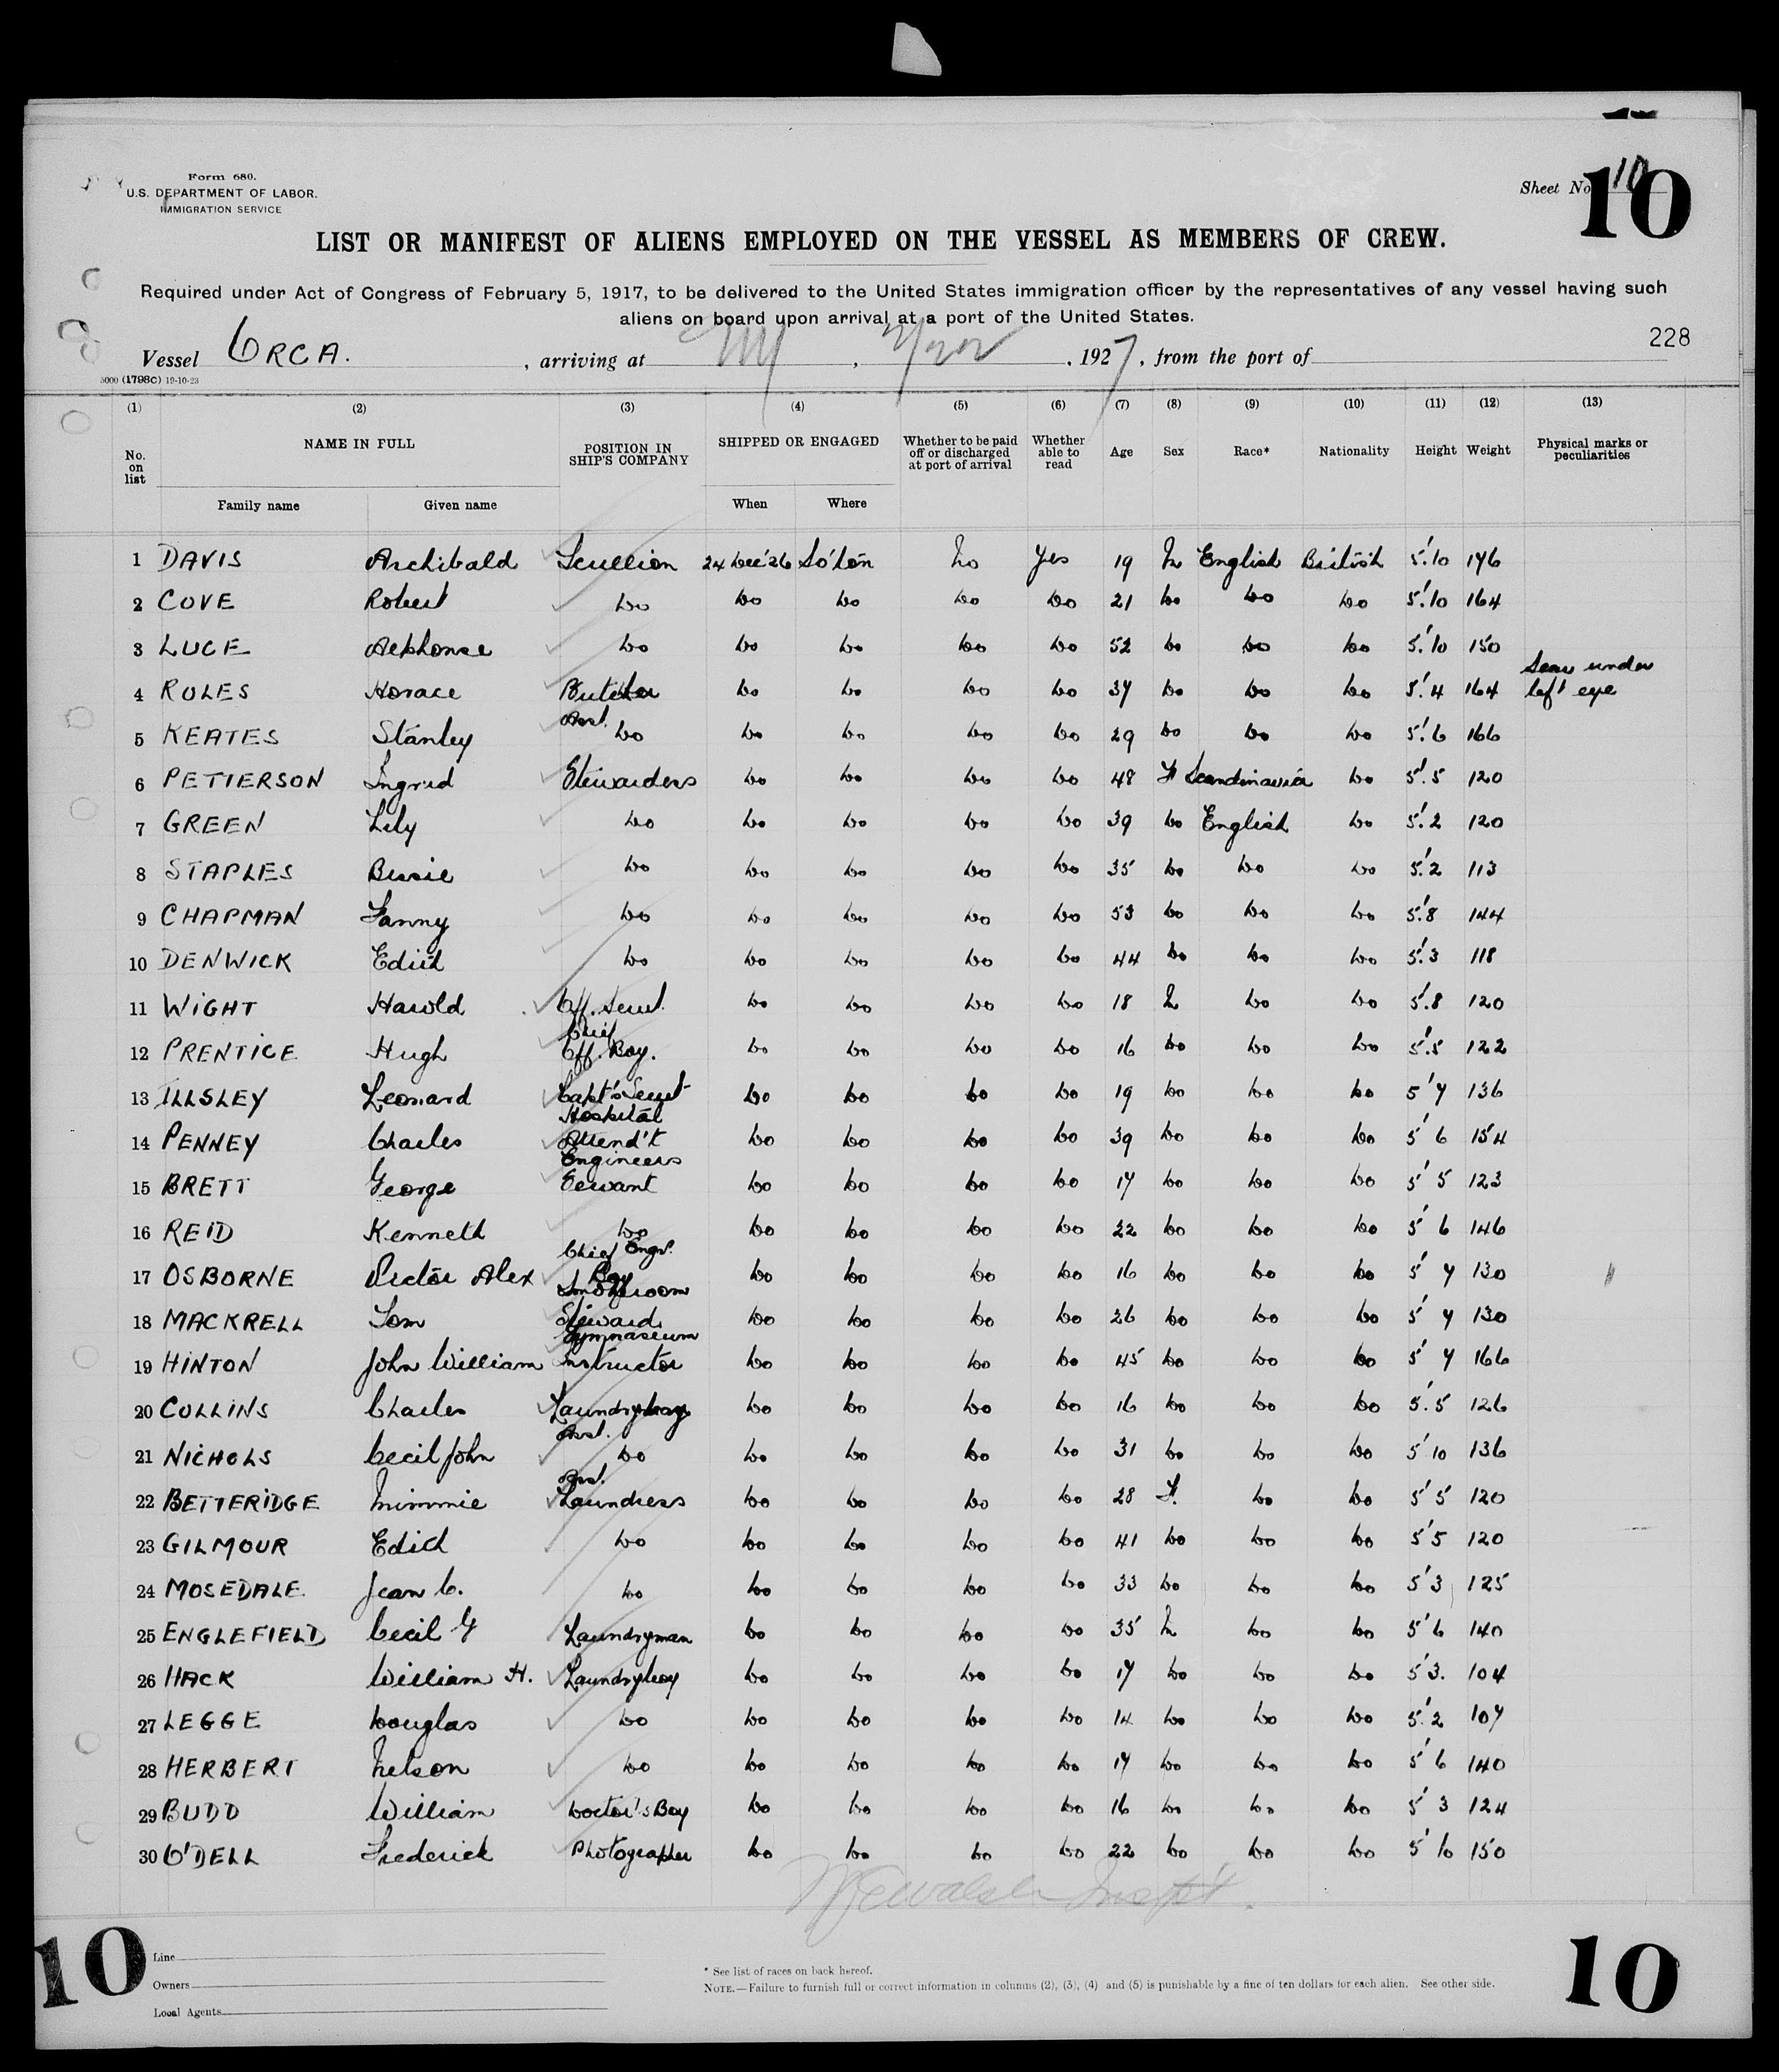 Form 680.
U.S. DEPARTMENT OF LABOR.
IMMIGRATION SERVICE
Sheet No. 10
10
LIST OR MANIFEST OF ALIENS EMPLOYED ON THE VESSEL AS MEMBERS OF CREW.
Required under Act of Congress of February 5, 1917, to be delivered to the United States immigration officer by the representatives of any vessel having such
aliens on board upon arrival at a port of the United States.
228
Vessel ORCA. , arriving at NY , , 1927, from the port of
5000 (1798C) 19-10-23
(1) (2) (3) (4) (5) (6) (7) (8) (9) (10) (11) (12) (13)
No. on list NAME IN FULL POSITION IN SHIP'S COMPANY SHIPPED OR ENGAGED Whether to be paid off or discharged at port of arrival Whether able to read Age Sex Race* Nationality Height Weight Physical marks or peculiarities
Family name Given name When Where
1 DAVIS Archibald Scullion 24 Dec '26 So'ton No Yes 19 M English British 5'.10 176
2 COVE Robert Do Do Do Do Do 21 Do Do Do 5'.10 164
3 LUCE Alphonse Do Do Do Do Do 52 Do Do Do 5'.10 150
4 ROLES Horace Butcher Do Do Do Do 37 Do Do Do 5'.4 164 Scar under left eye
5 KEATES Stanley Asst. Do Do Do Do Do 29 Do Do Do 5'.6 166
6 PETTERSON Ingrid Stewardess Do Do Do Do 48 F Scandinavia Do 5'.5 120
7 GREEN Lily Do Do Do Do Do 39 Do English Do 5'.2 120
8 STAPLES Bessie Do Do Do Do Do 35 Do Do Do 5'.2 113
9 CHAPMAN Fanny Do Do Do Do Do 53 Do Do Do 5'.8 144
10 DENWICK Edith Do Do Do Do Do 44 Do Do Do 5'.3 118
11 WIGHT Harold Off. Servt. Do Do Do Do 18 M Do Do 5'.8 120
12 PRENTICE Hugh Chief Off. Boy. Do Do Do Do 16 Do Do Do 5'.5 122
13 ILLSLEY Leonard Capt's Servt Do Do Do Do 19 Do Do Do 5'7 136
14 PENNEY Charles Hospital Attend't Do Do Do Do 39 Do Do Do 5'6 154
15 BRETT George Engineers Servant Do Do Do Do 17 Do Do Do 5'5 123
16 REID Kenneth Do Do Do Do Do 22 Do Do Do 5'6 146
17 OSBORNE Victor Alex Chief Engr. Boy Do Do Do Do 16 Do Do Do 5'7 130
18 MACKRELL Tom Smokeroom Steward Do Do Do Do 26 Do Do Do 5'7 130
19 HINTON John William Gymnasium Instructor Do Do Do Do 45 Do Do Do 5'7 166
20 COLLINS Charles Do Do Do Do 16 Do Do Do 5'.5 126
21 NICHOLS Cecil John Asst. Do Do Do Do Do 31 Do Do Do 5'10 136
22 BETTERIDGE Minnie Asst. Laundress Do Do Do Do 28 F. Do Do 5'5 120
23 GILMOUR Edith Do Do Do Do Do 41 Do Do Do 5'5 120
24 MOSEDALE Jean C. Do Do Do Do Do 33 Do Do Do 5'3 125
25 ENGLEFIELD Cecil G Laundryman Do Do Do Do 35 M Do Do 5'6 140
26 HACK William H. Laundryboy Do Do Do Do 17 Do Do Do 5'3. 104
27 LEGGE Douglas Do Do Do Do Do 14 Do Do Do 5'.2 107
28 HERBERT Nelson Do Do Do Do Do 17 Do Do Do 5'6 140
29 BUDD William Doctor's Boy Do Do Do Do 16 Do Do Do 5'3 124
30 O'DELL Frederick Photographer Do Do Do Do 22 Do Do Do 5'10 150
Walsh Inspt.
10
Line
Owners
Local Agents
* See list of races on back hereof.
NOTE.—Failure to furnish full or correct information in columns (2), (3), (4) and (5) is punishable by a fine of ten dollars for each alien. See other side.
10